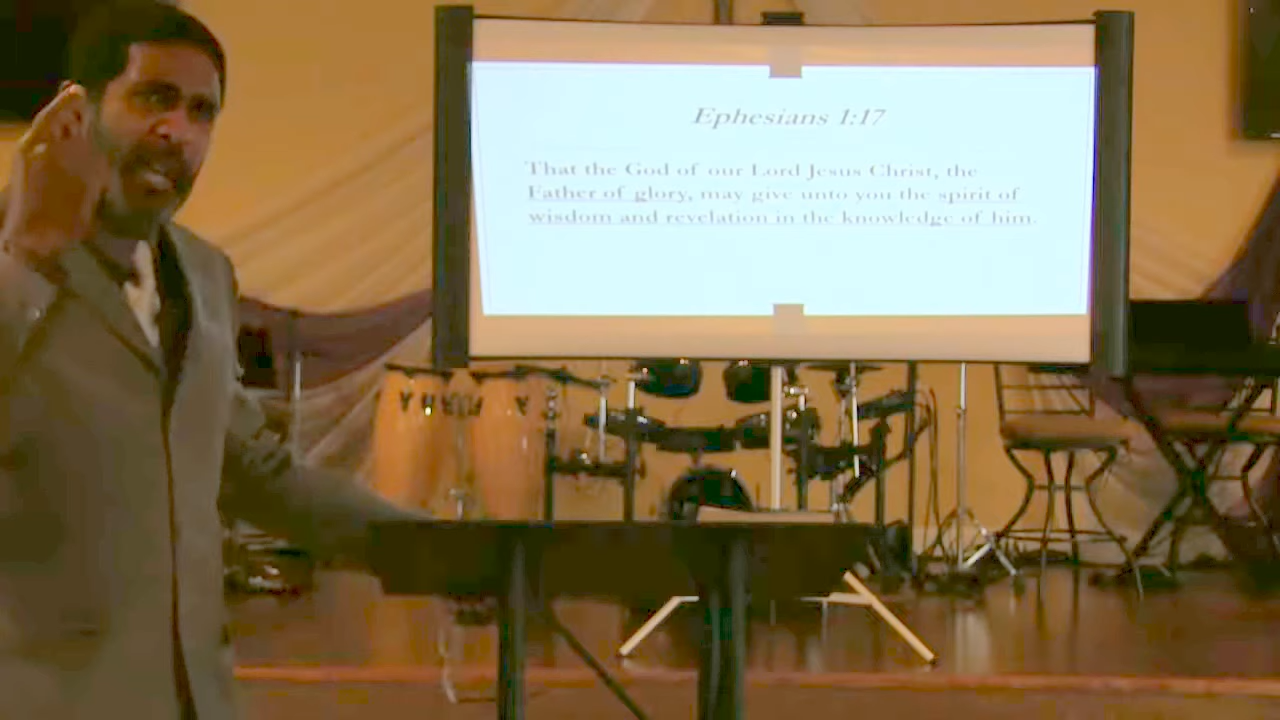 Ephesians 1:17
That the God of our Lord Jesus Christ, the
Father of glory, may give unto you the spirit of
wisdom and revelation in the knowledge of him.